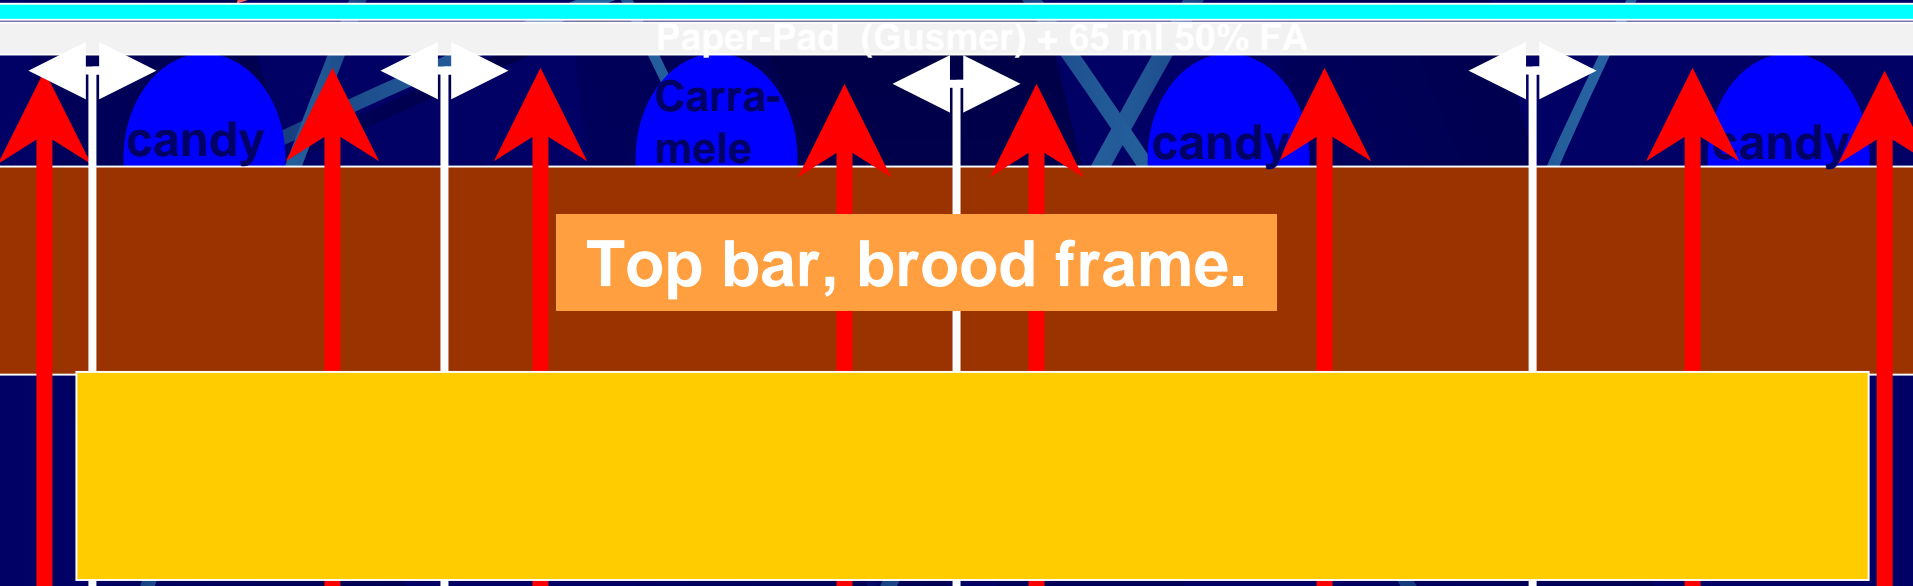 Paper-Pad (Gusmer) + 65 ml 50% FA
candy
Carra-
mele
candy
candy
Top bar, brood frame.